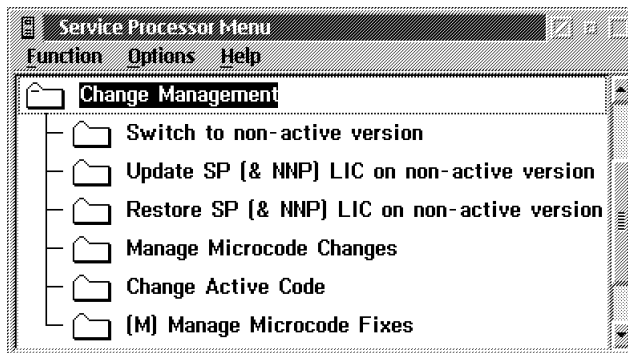 Service Processor Menu
Function Options Help
Change Management
Switch to non-active version
Update SP (& NNP) LIC on non-active version
Restore SP (& NNP) LIC on non-active version
Manage Microcode Changes
Change Active Code
(M) Manage Microcode Fixes